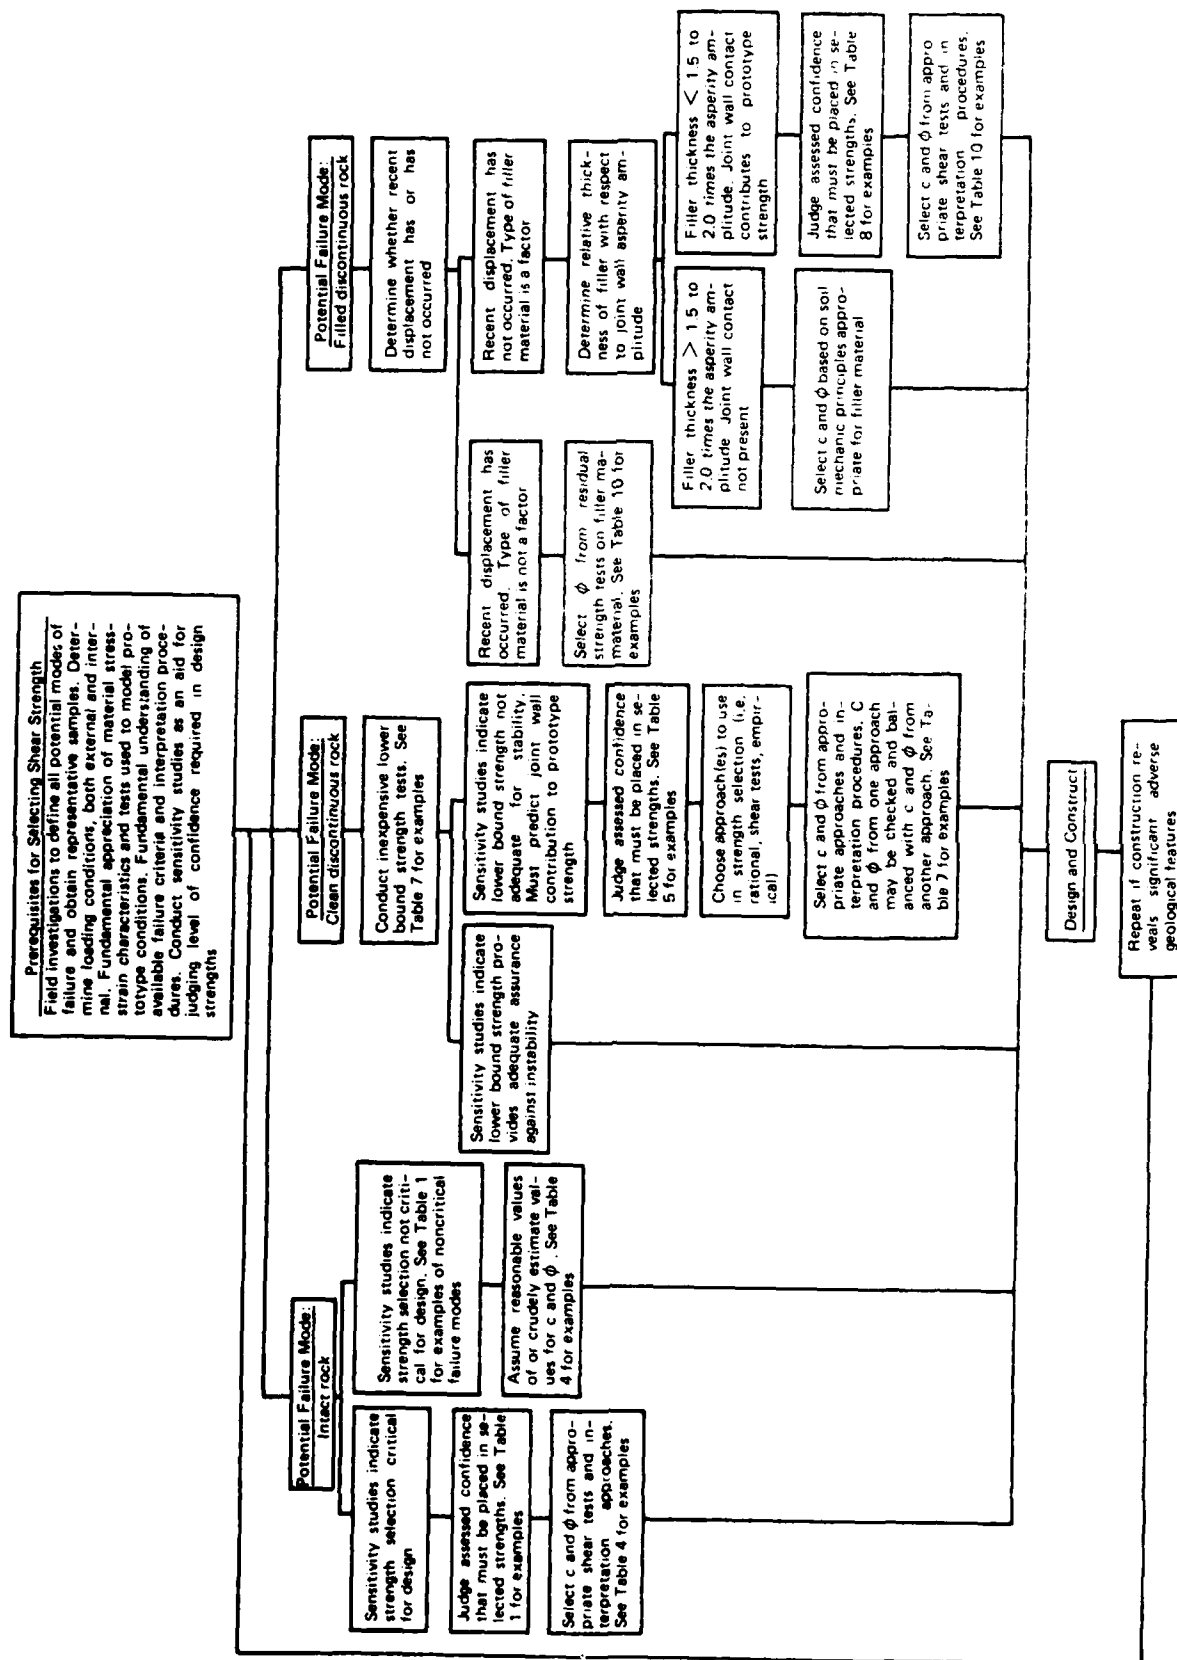 Prerequisites for Selecting Shear Strength
Field investigations to define all potential modes of
failure and obtain representative samples. Deter-
mine loading conditions, both external and inter-
nal. Fundamental appreciation of material stress-
strain characteristics and tests used to model pro-
totype conditions. Fundamental understanding of
available failure criteria and interpretation proce-
dures. Conduct sensitivity studies as an aid for
judging level of confidence required in design
strengths
Potential Failure Mode:
Intact rock
Sensitivity studies indicate
strength selection critical
for design
Judge assessed confidence
that must be placed in se-
lected strengths. See Table
1 for examples
Select c and ϕ from appro-
priate shear tests and in-
terpretation approaches.
See Table 4 for examples
Sensitivity studies indicate
strength selection not criti-
cal for design. See Table 1
for examples of noncritical
failure modes
Assume reasonable values
of or crudely estimate val-
ues for c and ϕ. See Table
4 for examples
Potential Failure Mode:
Clean discontinuous rock
Conduct inexpensive lower
bound strength tests. See
Table 7 for examples
Sensitivity studies indicate
lower bound strength pro-
vides adequate assurance
against instability
Sensitivity studies indicate
lower bound strength not
adequate for stability.
Must predict joint wall
contribution to prototype
strength
Judge assessed confidence
that must be placed in se-
lected strengths. See Table
5 for examples
Choose approach(es) to use
in strength selection (i.e.
rational, shear tests, empir-
ical)
Select c and ϕ from appro-
priate approaches and in-
terpretation procedures. C
and ϕ from one approach
may be checked and bal-
anced with c and ϕ from
another approach. See Ta-
ble 7 for examples
Potential Failure Mode:
Filled discontinuous rock
Determine whether recent
displacement has or has
not occurred
Recent displacement has
occurred. Type of filler
material is not a factor
Select ϕ from residual
strength tests on filler ma-
material. See Table 10 for
examples
Recent displacement has
not occurred. Type of filler
material is a factor
Determine relative thick-
ness of filler with respect
to joint wall asperity am-
plitude
Filler thickness > 1.5 to
2.0 times the asperity am-
plitude Joint wall contact
not present
Select c and ϕ based on soil
mechanic principles appro-
priate for filler material
Filler thickness < 1.5 to
2.0 times the asperity am-
plitude. Joint wall contact
contributes to prototype
strength
Judge assessed confidence
that must be placed in se-
lected strengths. See Table
8 for examples
Select c and ϕ from appro
priate shear tests and in
terpretation procedures.
See Table 10 for examples
Design and Construct
Repeat if construction re-
veals significant adverse
geological features